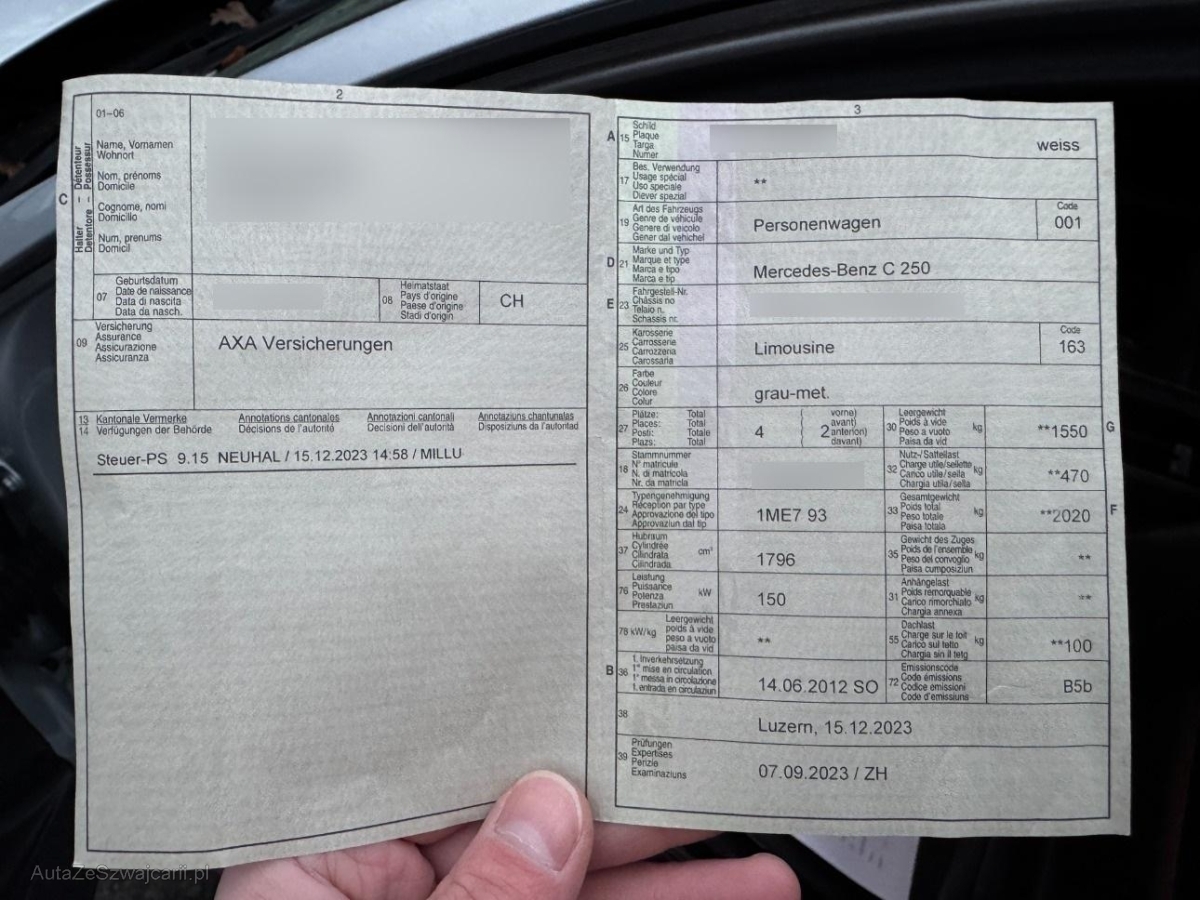 2
01-06
C
Halter - Détenteur
Detentore - Possessur
Name, Vornamen
Wohnort
Nom, prénoms
Domicile
Cognome, nomi
Domicilio
Num, prenums
Domicil
07
Geburtsdatum
Date de naissance
Data di nascita
Data da nasch.
08
Heimatstaat
Pays d'origine
Paese d'origine
Stadi d'origin
CH
09
Versicherung
Assurance
Assicurazione
Assicuranza
AXA Versicherungen
13 Kantonale Vermerke Annotations cantonales Annotazioni cantonali Annotaziuns chantunalas
14 Verfügungen der Behörde Décisions de l'autorité Decisioni dell'autorità Disposiziuns da l'autoritad
Steuer-PS 9.15 NEUHAL / 15.12.2023 14:58 / MILLU
3
A 15
Schild
Plaque
Targa
Numer
weiss
17
Bes. Verwendung
Usage spécial
Uso speciale
Diever spezial
**
19
Art des Fahrzeugs
Genre de véhicule
Genere di veicolo
Gener dal vehichel
Personenwagen
Code
001
D 21
Marke und Typ
Marque et type
Marca e tipo
Marca e tip
Mercedes-Benz C 250
E 23
Fahrgestell-Nr.
Châssis no
Telaio n.
Schassis nr.
25
Karosserie
Carrosserie
Carrozzeria
Carossaria
Limousine
Code
163
26
Farbe
Couleur
Colore
Colur
grau-met.
27
Plätze: Total
Places: Total
Posti: Totale
Plazs: Total
4
( vorne)
( avant)
2 anteriori)
( davant)
30
Leergewicht
Poids à vide
Peso a vuoto
Paisa da vid
kg
**1550
G
18
Stammnummer
N° matricule
N. di matricola
Nr. da matricla
32
Nutz-/Sattellast
Charge utile/sellette
Carico utile/sella
Chargia utila/sella
kg
**470
24
Typengenehmigung
Réception par type
Approvazione del tipo
Approvaziun dal tip
1ME7 93
33
Gesamtgewicht
Poids total
Peso totale
Paisa totala
kg
**2020
F
37
Hubraum
Cylindrée
Cilindrata
Cilindrada
cm³
1796
35
Gewicht des Zuges
Poids de l'ensemble
Peso del convoglio
Paisa cumposiziun
kg
**
76
Leistung
Puissance
Potenza
Prestaziun
kW
150
31
Anhängelast
Poids remorquable
Carico rimorchiato
Chargia annexa
kg
**
78 kW/kg
Leergewicht
poids à vide
peso a vuoto
paisa da vid
**
55
Dachlast
Charge sur le toit
Carico sul tetto
Chargia sin il tetg
kg
**100
B 36
1. Inverkehrsetzung
1° mise en circulation
1° messa in circolazione
1. entrada en circulaziun
14.06.2012 SO
72
Emissionscode
Code émissions
Codice emissioni
Code d'emissiuns
B5b
38
Luzern, 15.12.2023
39
Prüfungen
Expertises
Perizie
Examinaziuns
07.09.2023 / ZH
AutaZeSzwajcarii.pl